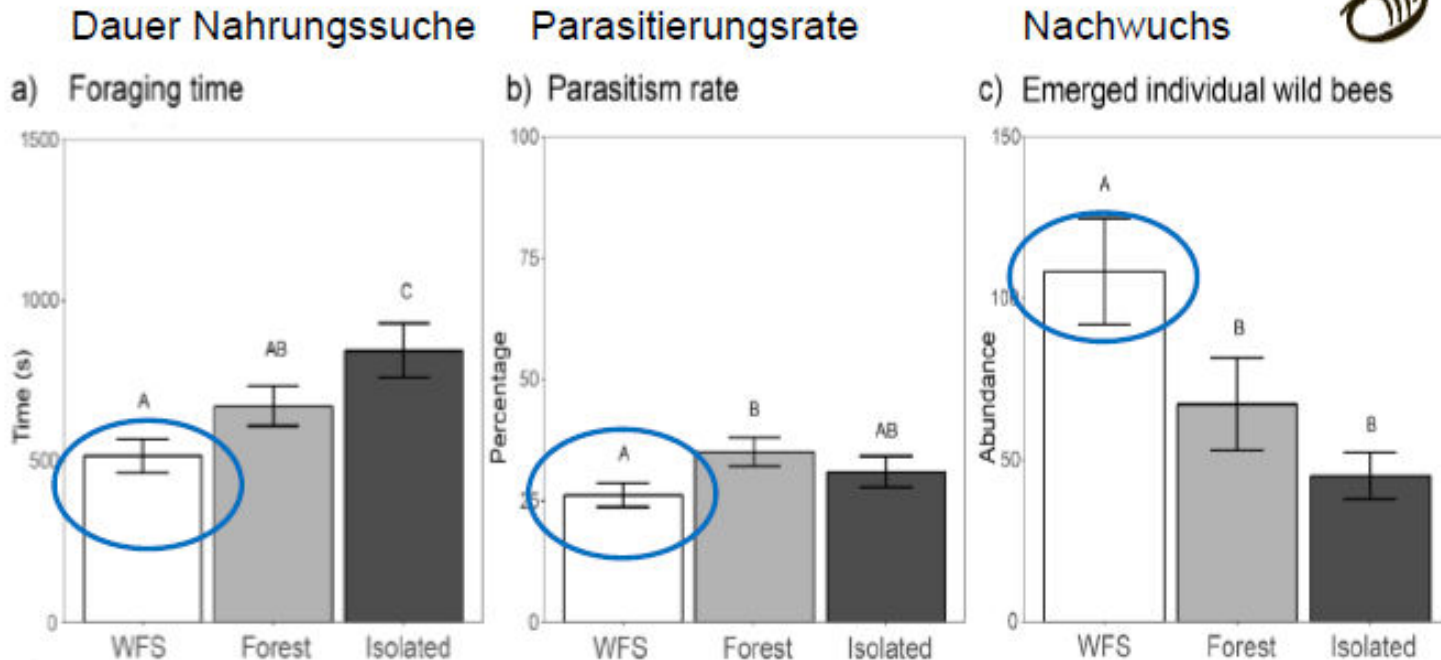 Dauer Nahrungssuche
Parasitierungsrate
Nachwuchs
a) Foraging time
b) Parasitism rate
c) Emerged individual wild bees
Time (s)
1500
1000
500
0
A
AB
C
WFS
Forest
Isolated
Percentage
100
75
50
25
0
A
B
AB
WFS
Forest
Isolated
Abundance
150
100
50
0
A
B
B
WFS
Forest
Isolated